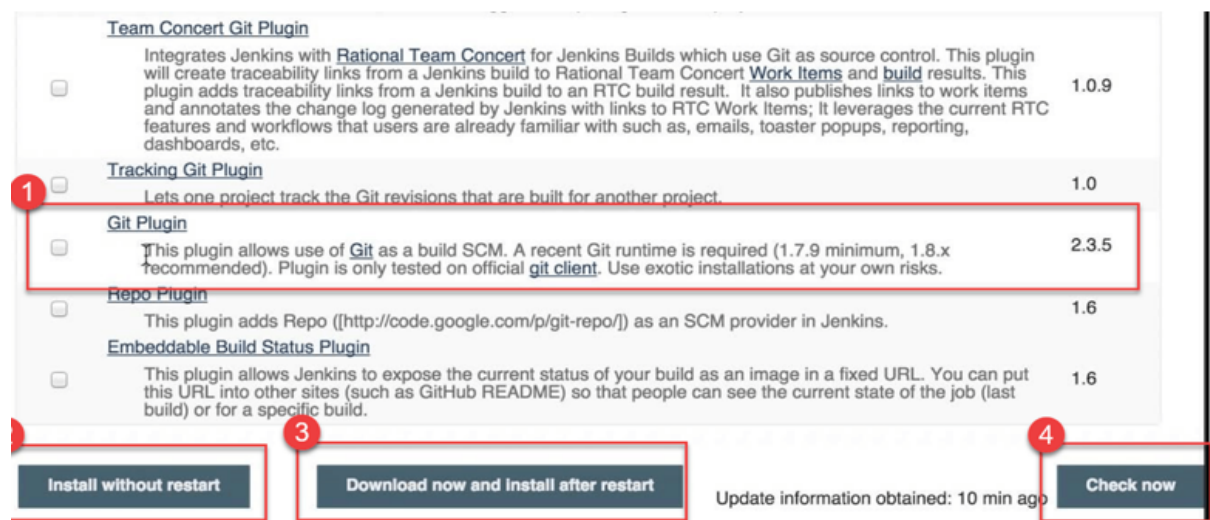 Team Concert Git Plugin
Integrates Jenkins with Rational Team Concert for Jenkins Builds which use Git as source control. This plugin
will create traceability links from a Jenkins build to Rational Team Concert Work Items and build results. This
plugin adds traceability links from a Jenkins build to an RTC build result. It also publishes links to work items
and annotates the change log generated by Jenkins with links to RTC Work Items; It leverages the current RTC
features and workflows that users are already familiar with such as, emails, toaster popups, reporting,
dashboards, etc.
1.0.9
Tracking Git Plugin
Lets one project track the Git revisions that are built for another project.
1.0
1
Git Plugin
This plugin allows use of Git as a build SCM. A recent Git runtime is required (1.7.9 minimum, 1.8.x
recommended). Plugin is only tested on official git client. Use exotic installations at your own risks.
2.3.5
Repo Plugin
This plugin adds Repo ([http://code.google.com/p/git-repo/]) as an SCM provider in Jenkins.
1.6
Embeddable Build Status Plugin
This plugin allows Jenkins to expose the current status of your build as an image in a fixed URL. You can put
this URL into other sites (such as GitHub README) so that people can see the current state of the job (last
build) or for a specific build.
1.6
3
4
Install without restart
Download now and install after restart
Update information obtained: 10 min ago
Check now